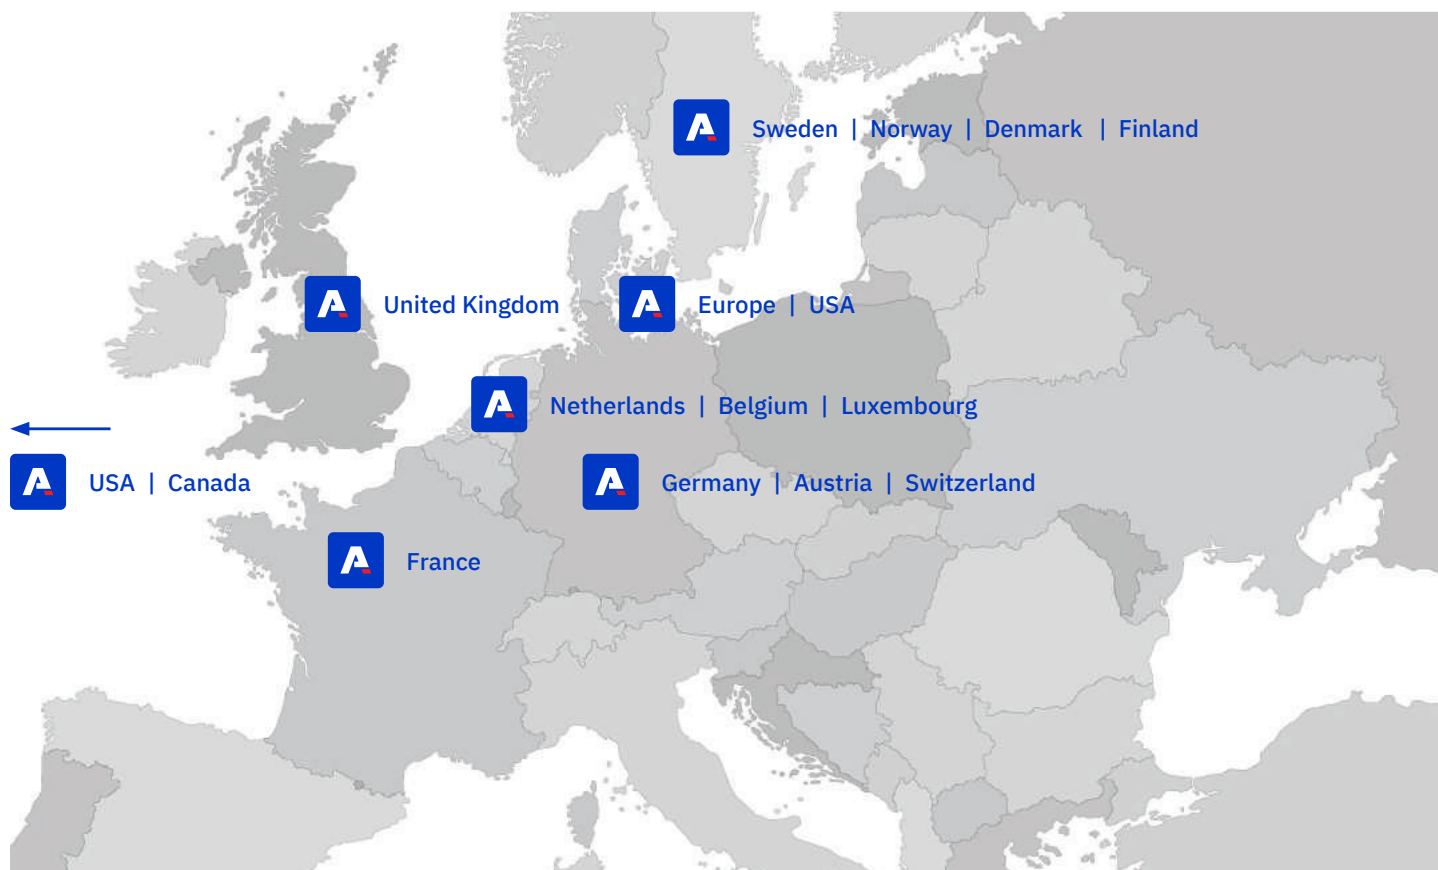 Sweden | Norway | Denmark | Finland
United Kingdom
Europe | USA
Netherlands | Belgium | Luxembourg
USA | Canada
Germany | Austria | Switzerland
France